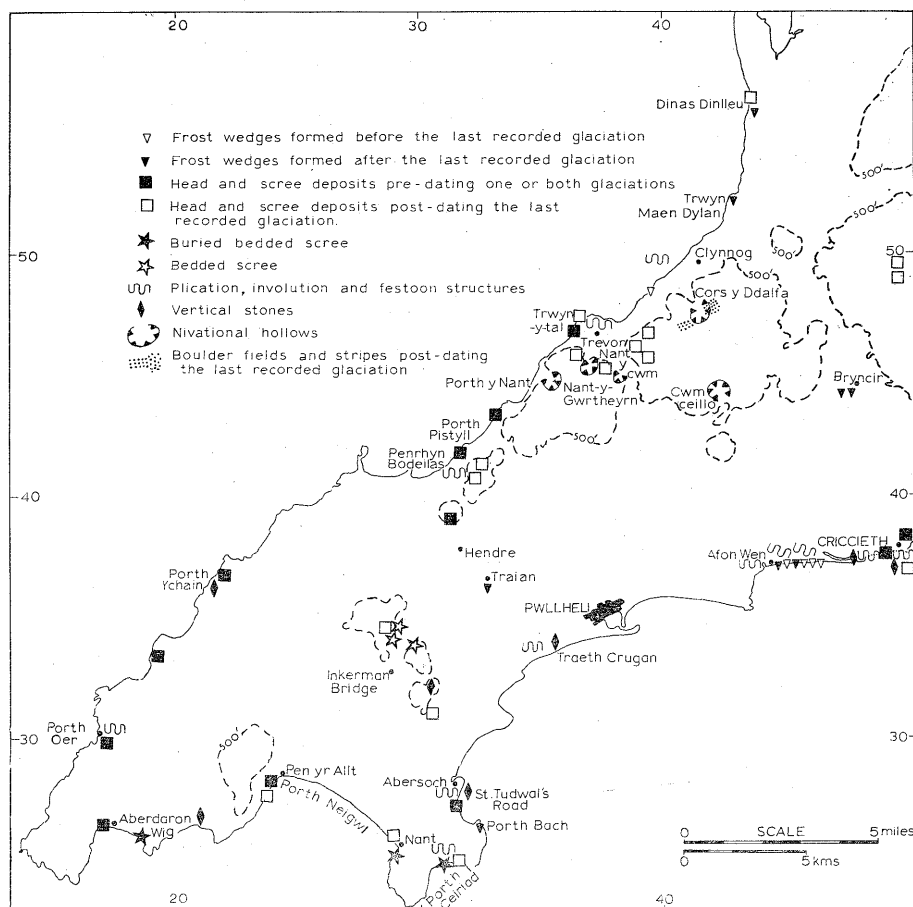 20 30 40
Dinas Dinlleu
Frost wedges formed before the last recorded glaciation
Frost wedges formed after the last recorded glaciation
Head and scree deposits pre-dating one or both glaciations
Head and scree deposits post-dating the last
recorded glaciation.
Buried bedded scree
Bedded scree
Plication, involution and festoon structures
Vertical stones
Nivational hollows
Boulder fields and stripes post-dating
the last recorded glaciation
500'
Trwyn
Maen Dylan
50
50
Clynnog
500'
500'
Cors y Ddalfa
Trwyn
-y-tal
Trevor
Nant
y
cwm
Porth y Nant
Nant-y-
Gwrtheyrn
Cwm
ceilio
Bryncir
500'
500'
Porth
Pistyll
Penrhyn
Bodeilas
40
40
Hendre
CRICCIETH
Afon Wen
Porth
Ychain
Traian
PWLLHELI
Traeth Crugan
Inkerman
Bridge
Porth
Oer
30
30
500'
Pen yr Allt
Abersoch
St. Tudwal's
Road
Porth Neigwl
Aberdaron
Wig
Porth Bach
Nant
Porth
Ceiriad
0 SCALE 5 miles
0 5 kms
20 30 40